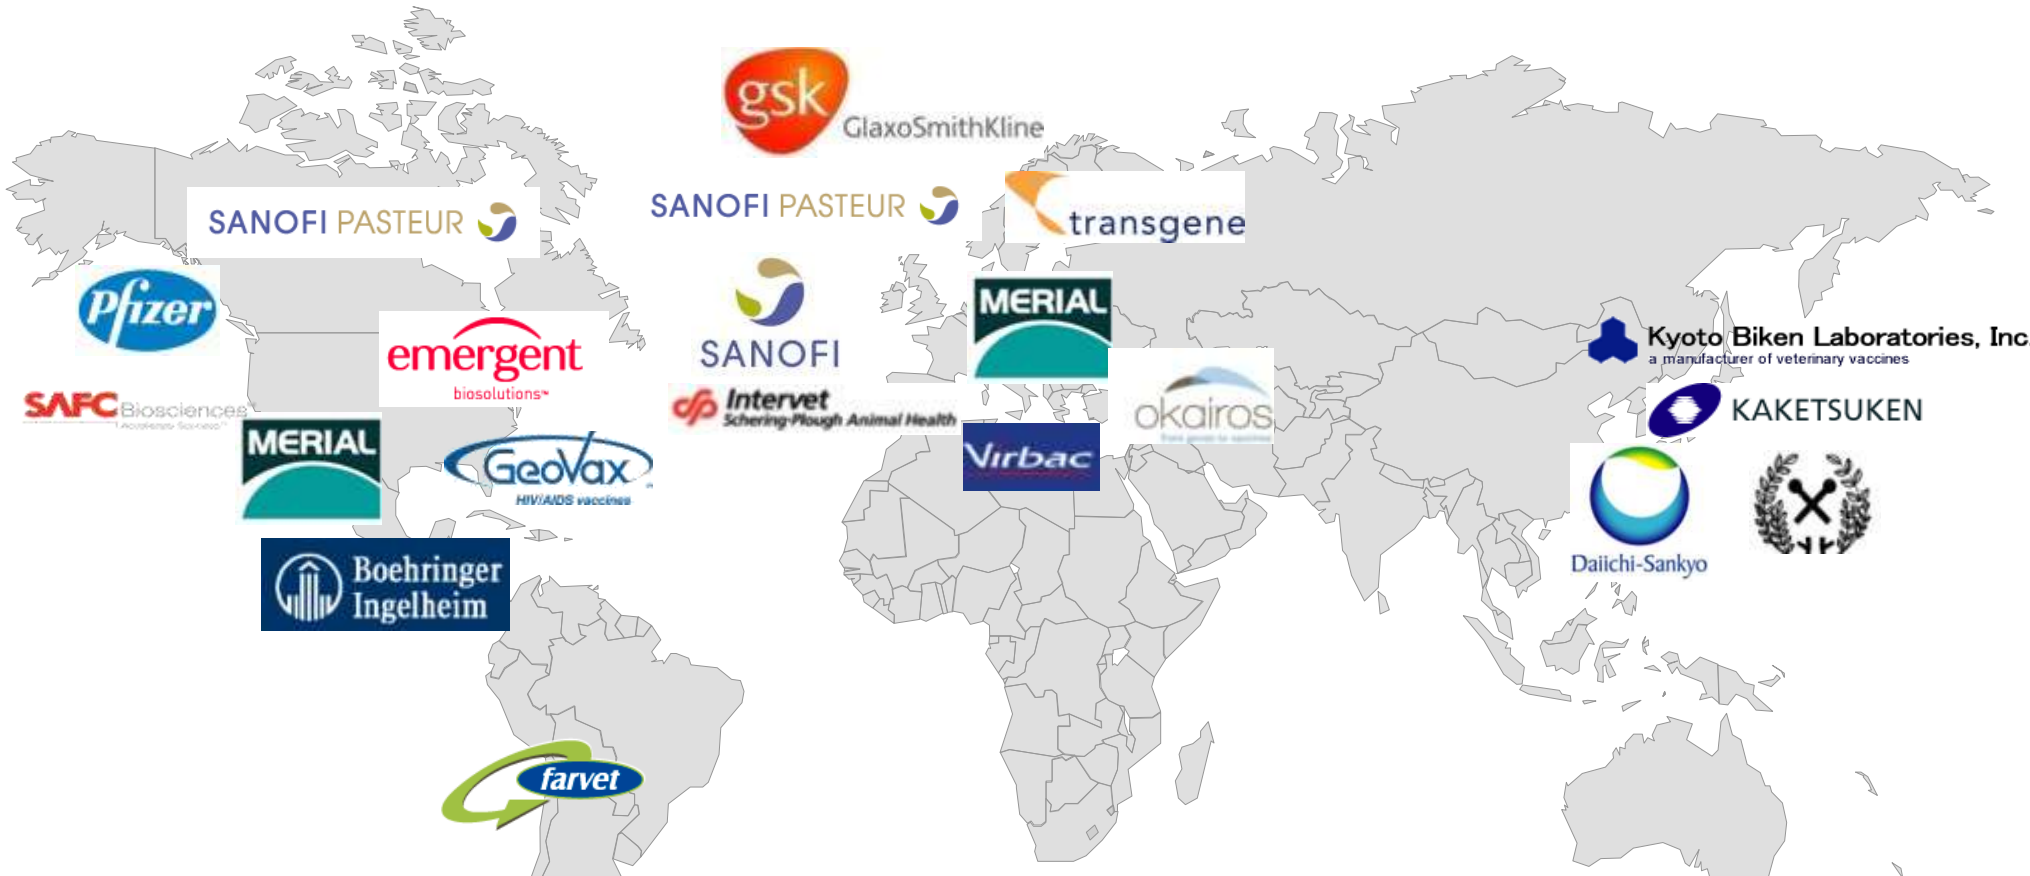 gsk
GlaxoSmithKline
SANOFI PASTEUR
SANOFI PASTEUR
transgene
Pfizer
emergent
biosolutions™
SANOFI
MERIAL
Kyoto Biken Laboratories, Inc.
a manufacturer of veterinary vaccines
SAFC Biosciences™
Intervet
Schering-Plough Animal Health
okairos
KAKETSUKEN
MERIAL
GeoVax
HIV/AIDS vaccines
Virbac
Daiichi-Sankyo
Boehringer
Ingelheim
farvet